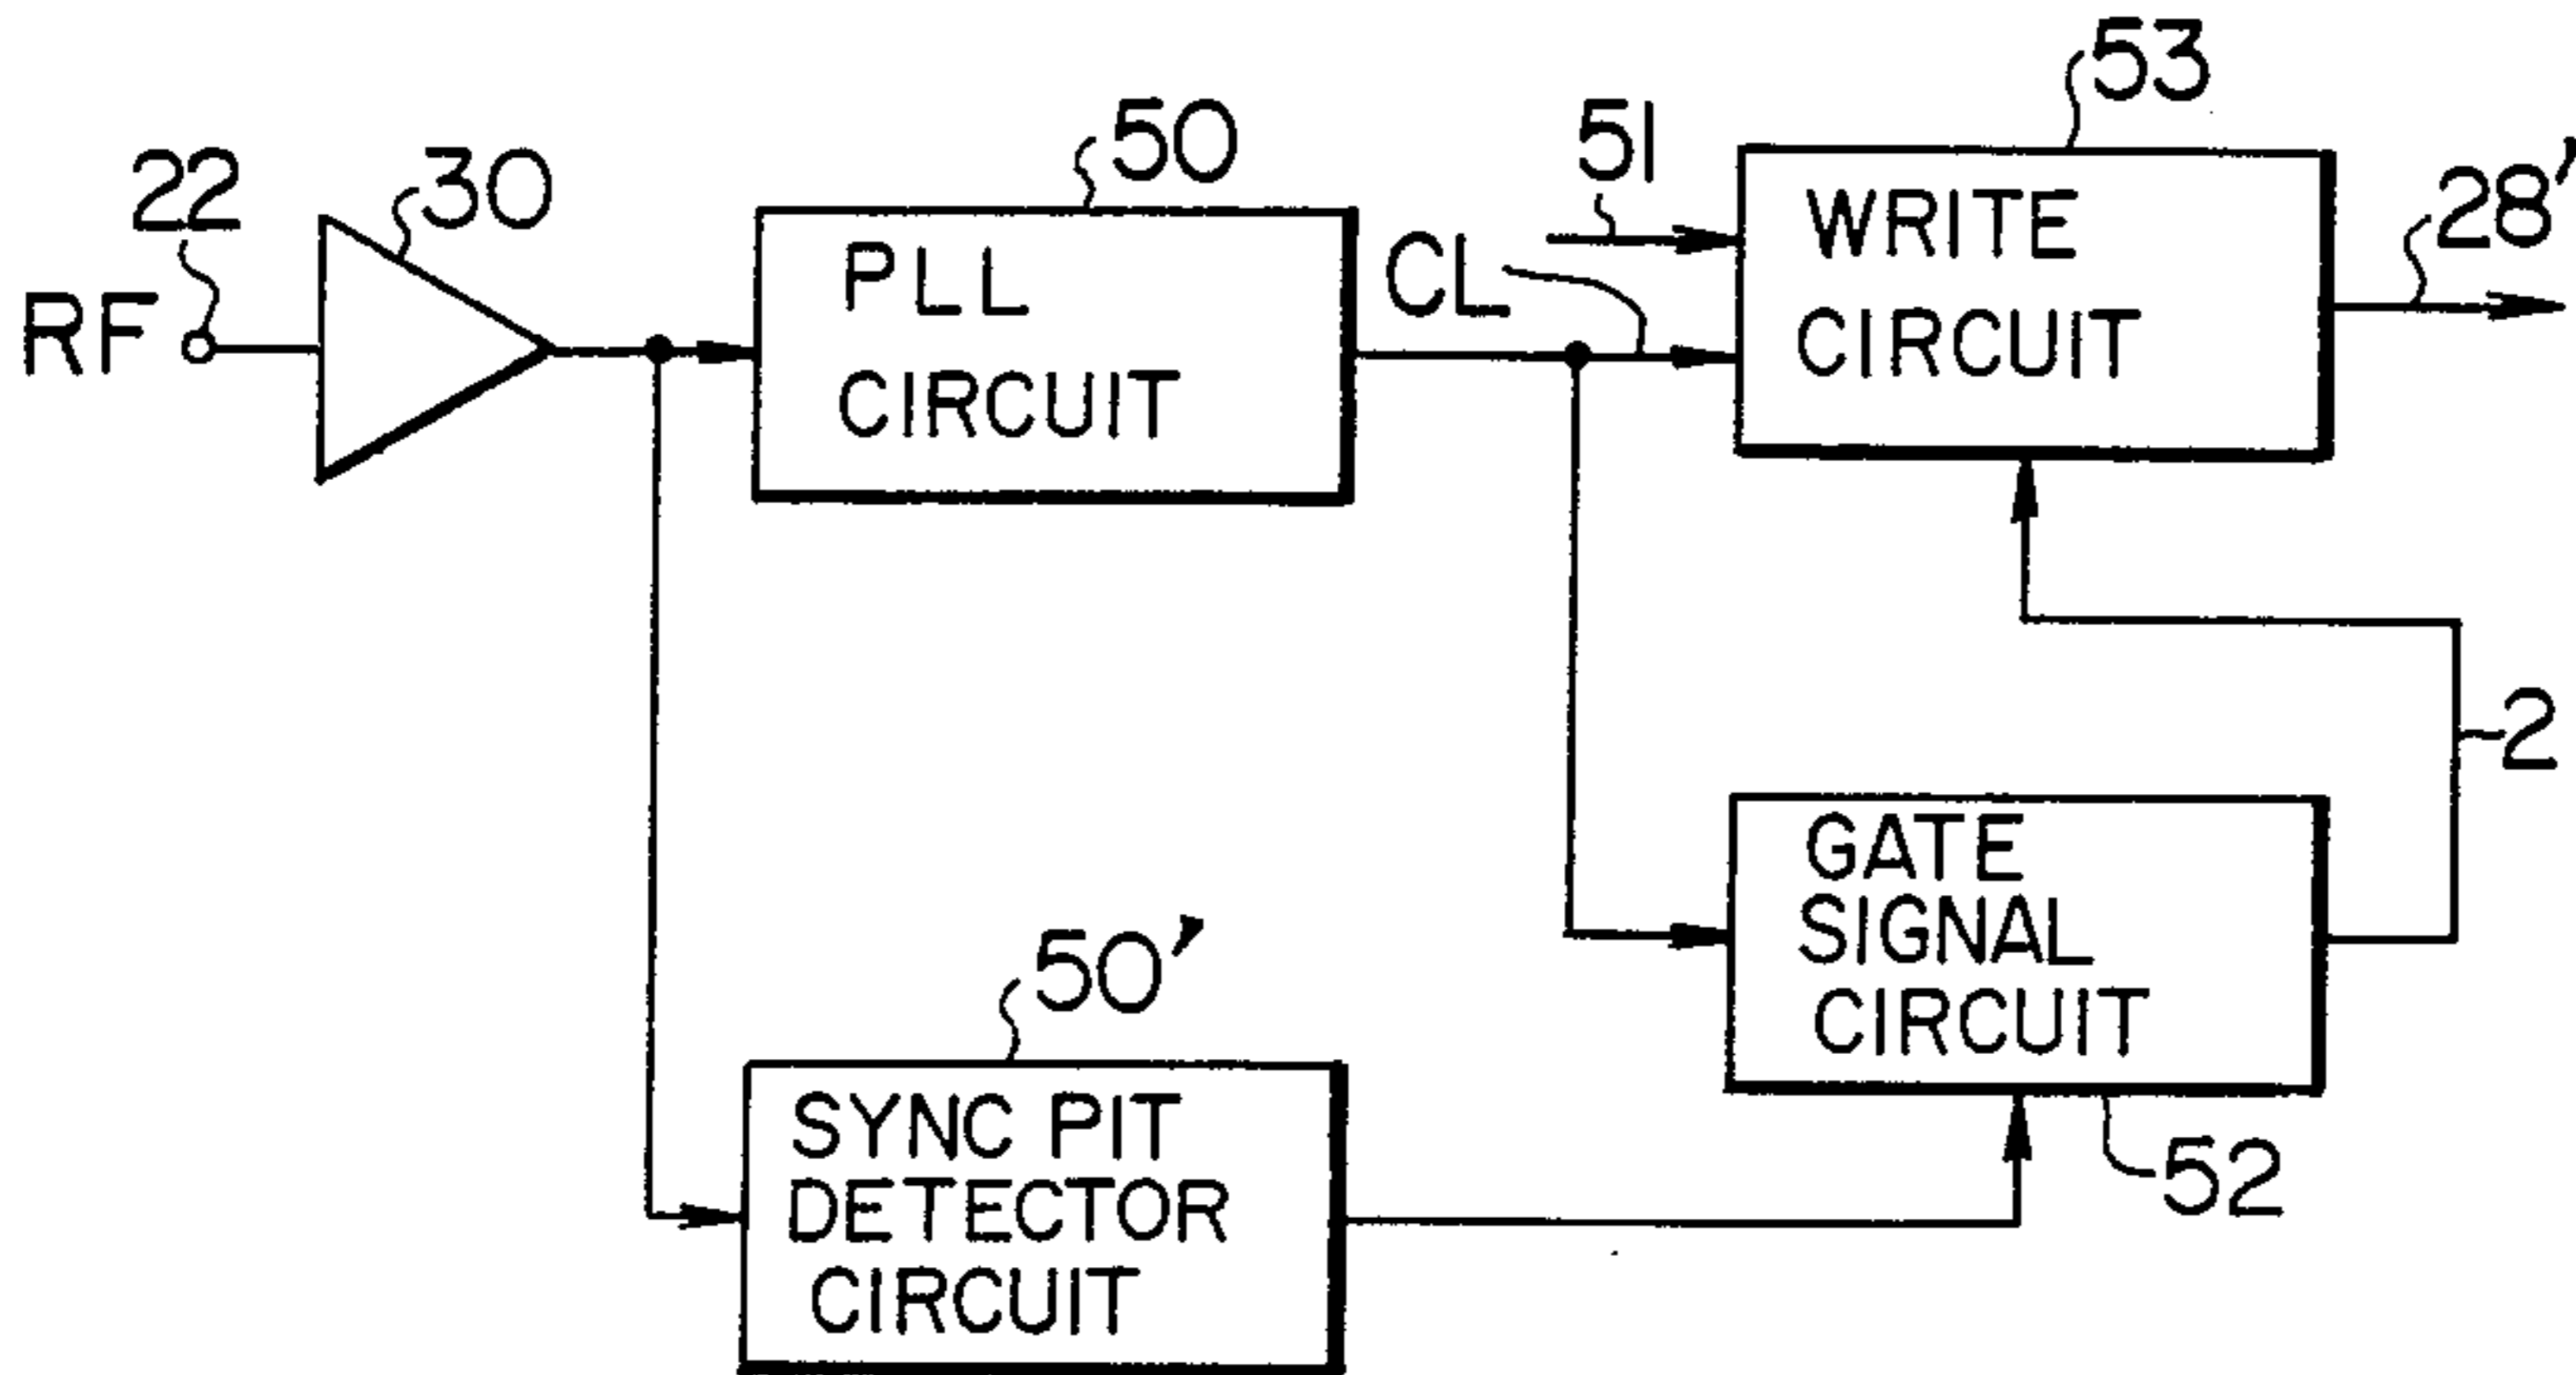 53
50
51
30
22
28'
WRITE
CIRCUIT
PLL
CIRCUIT
CL
RF
2
GATE
SIGNAL
CIRCUIT
50'
52
SYNC PIT
DETECTOR
CIRCUIT